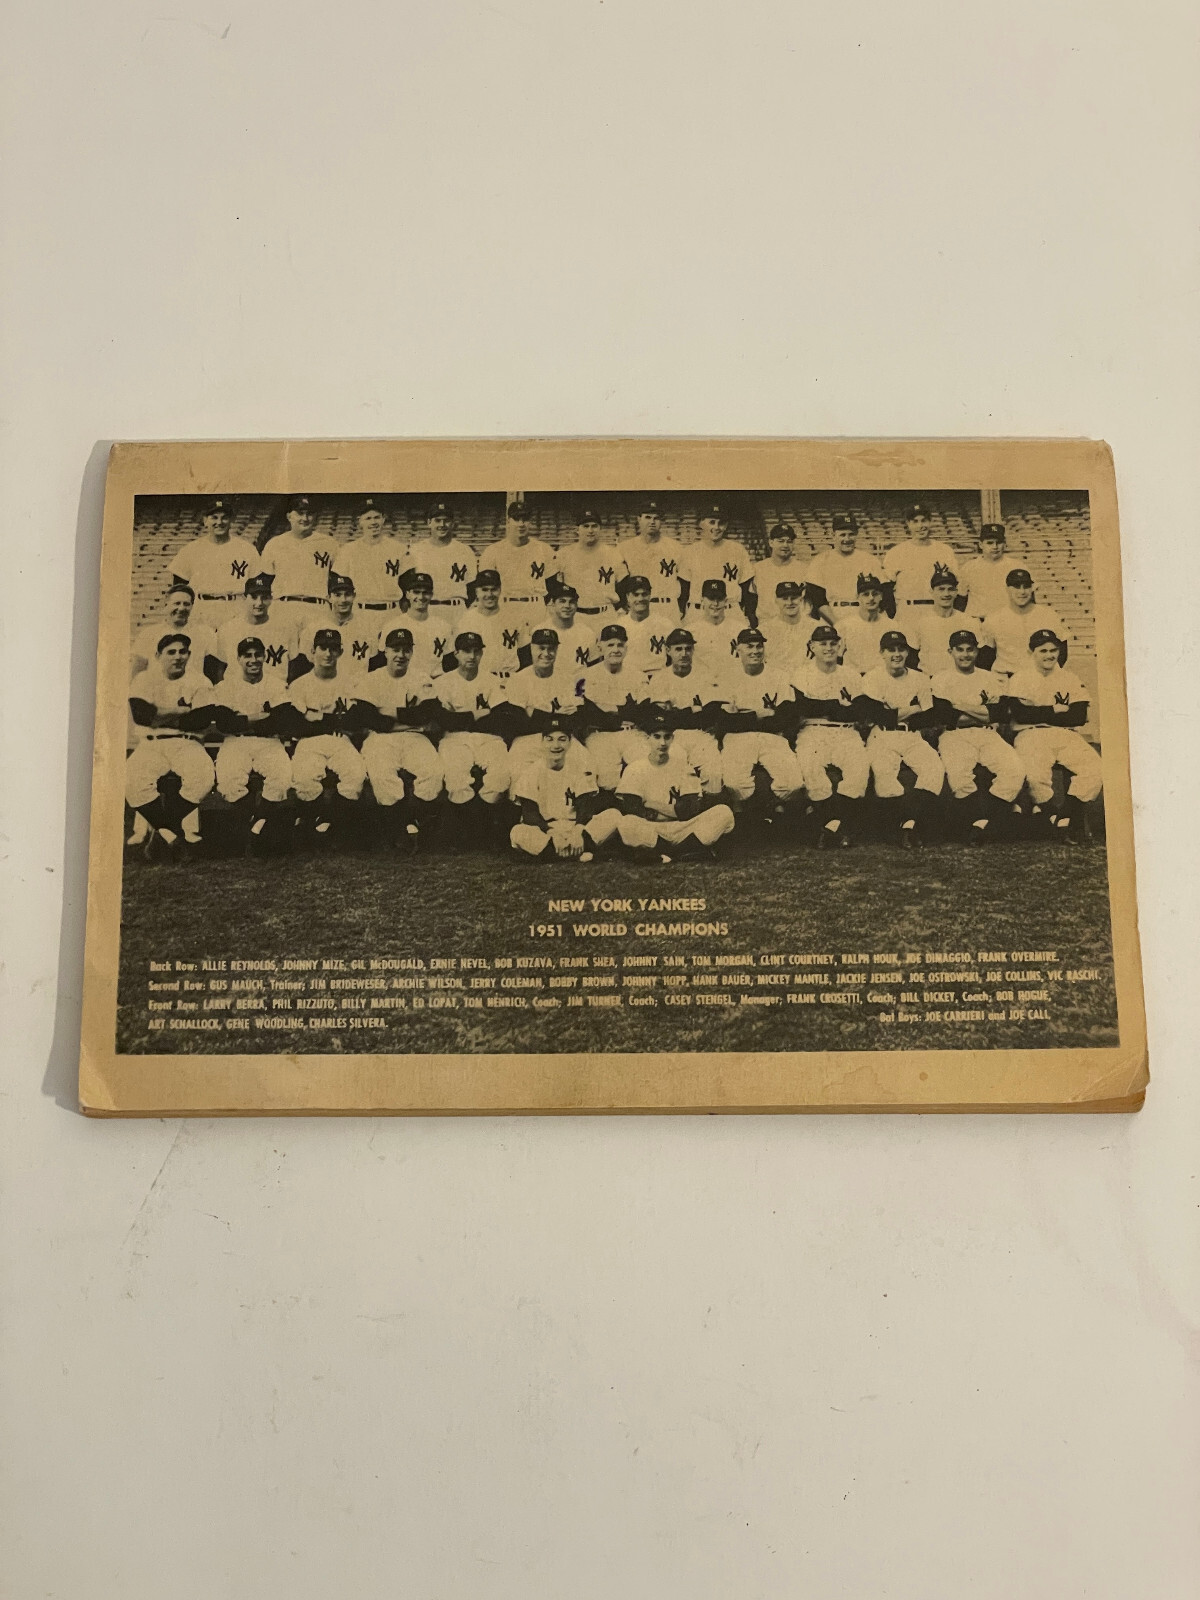 NEW YORK YANKEES
1951 WORLD CHAMPIONS
Back Row: ALLIE REYNOLDS, JOHNNY MIZE, GIL McDOUGALD, ERNIE NEVEL, BOB KUZAVA, FRANK SHEA, JOHNNY SAIN, TOM MORGAN, CLINT COURTNEY, RALPH HOUK, JOE DIMAGGIO, FRANK OVERMIRE.
Second Row: GUS MAUCH, Trainer; JIM BRIDEWESER, ARCHIE WILSON, JERRY COLEMAN, BOBBY BROWN, JOHNNY HOPP, HANK BAUER, MICKEY MANTLE, JACKIE JENSEN, JOE OSTROWSKI, JOE COLLINS, VIC RASCHI.
Front Row: LARRY BERRA, PHIL RIZZUTO, BILLY MARTIN, ED LOPAT, TOM HENRICH, Coach; JIM TURNER, Coach; CASEY STENGEL, Manager; FRANK CROSETTI, Coach; BILL DICKEY, Coach; BOB HOGUE,
ART SCHALLOCK, GENE WOODLING, CHARLES SILVERA. Bat Boys: JOE CARRIERI and JOE CALL